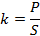 k = P/S